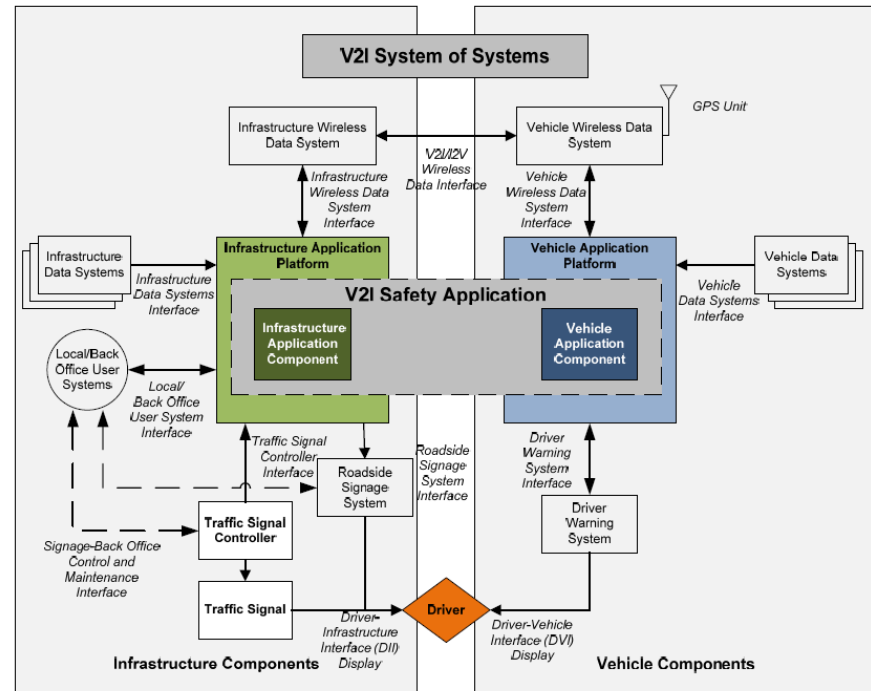 V2I System of Systems
GPS Unit
Infrastructure Wireless
Data System
Vehicle Wireless Data
System
V2I/I2V
Wireless
Data Interface
Infrastructure
Wireless Data
System
Interface
Vehicle
Wireless Data
System
Interface
Infrastructure
Data Systems
Infrastructure Application
Platform
Vehicle Application
Platform
Vehicle Data
Systems
Infrastructure
Data Systems
Interface
Vehicle
Data Systems
Interface
V2I Safety Application
Infrastructure
Application
Component
Vehicle
Application
Component
Local/Back
Office User
Systems
Local/
Back Office
User System
Interface
Traffic Signal
Controller
Interface
Roadside
Signage
System
Interface
Driver
Warning
System
Interface
Roadside
Signage
System
Traffic Signal
Controller
Driver
Warning
System
Signage-Back Office
Control and
Maintenance
Interface
Traffic Signal
Driver
Driver-
Infrastructure
Interface (DII)
Display
Driver-Vehicle
Interface (DVI)
Display
Infrastructure Components
Vehicle Components